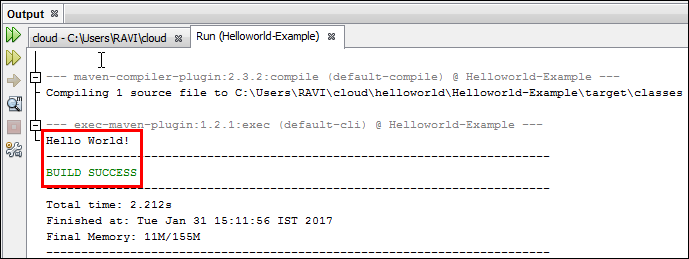 Output
cloud - C:\Users\RAVI\cloud Run (Helloworld-Example)
--- maven-compiler-plugin:2.3.2:compile (default-compile) @ Helloworld-Example ---
Compiling 1 source file to C:\Users\RAVI\cloud\helloworld\Helloworld-Example\target\classes
--- exec-maven-plugin:1.2.1:exec (default-cli) @ Helloworld-Example ---
Hello World!
------------------------------------------------------------------------
BUILD SUCCESS
------------------------------------------------------------------------
Total time: 2.212s
Finished at: Tue Jan 31 15:11:56 IST 2017
Final Memory: 11M/155M
------------------------------------------------------------------------